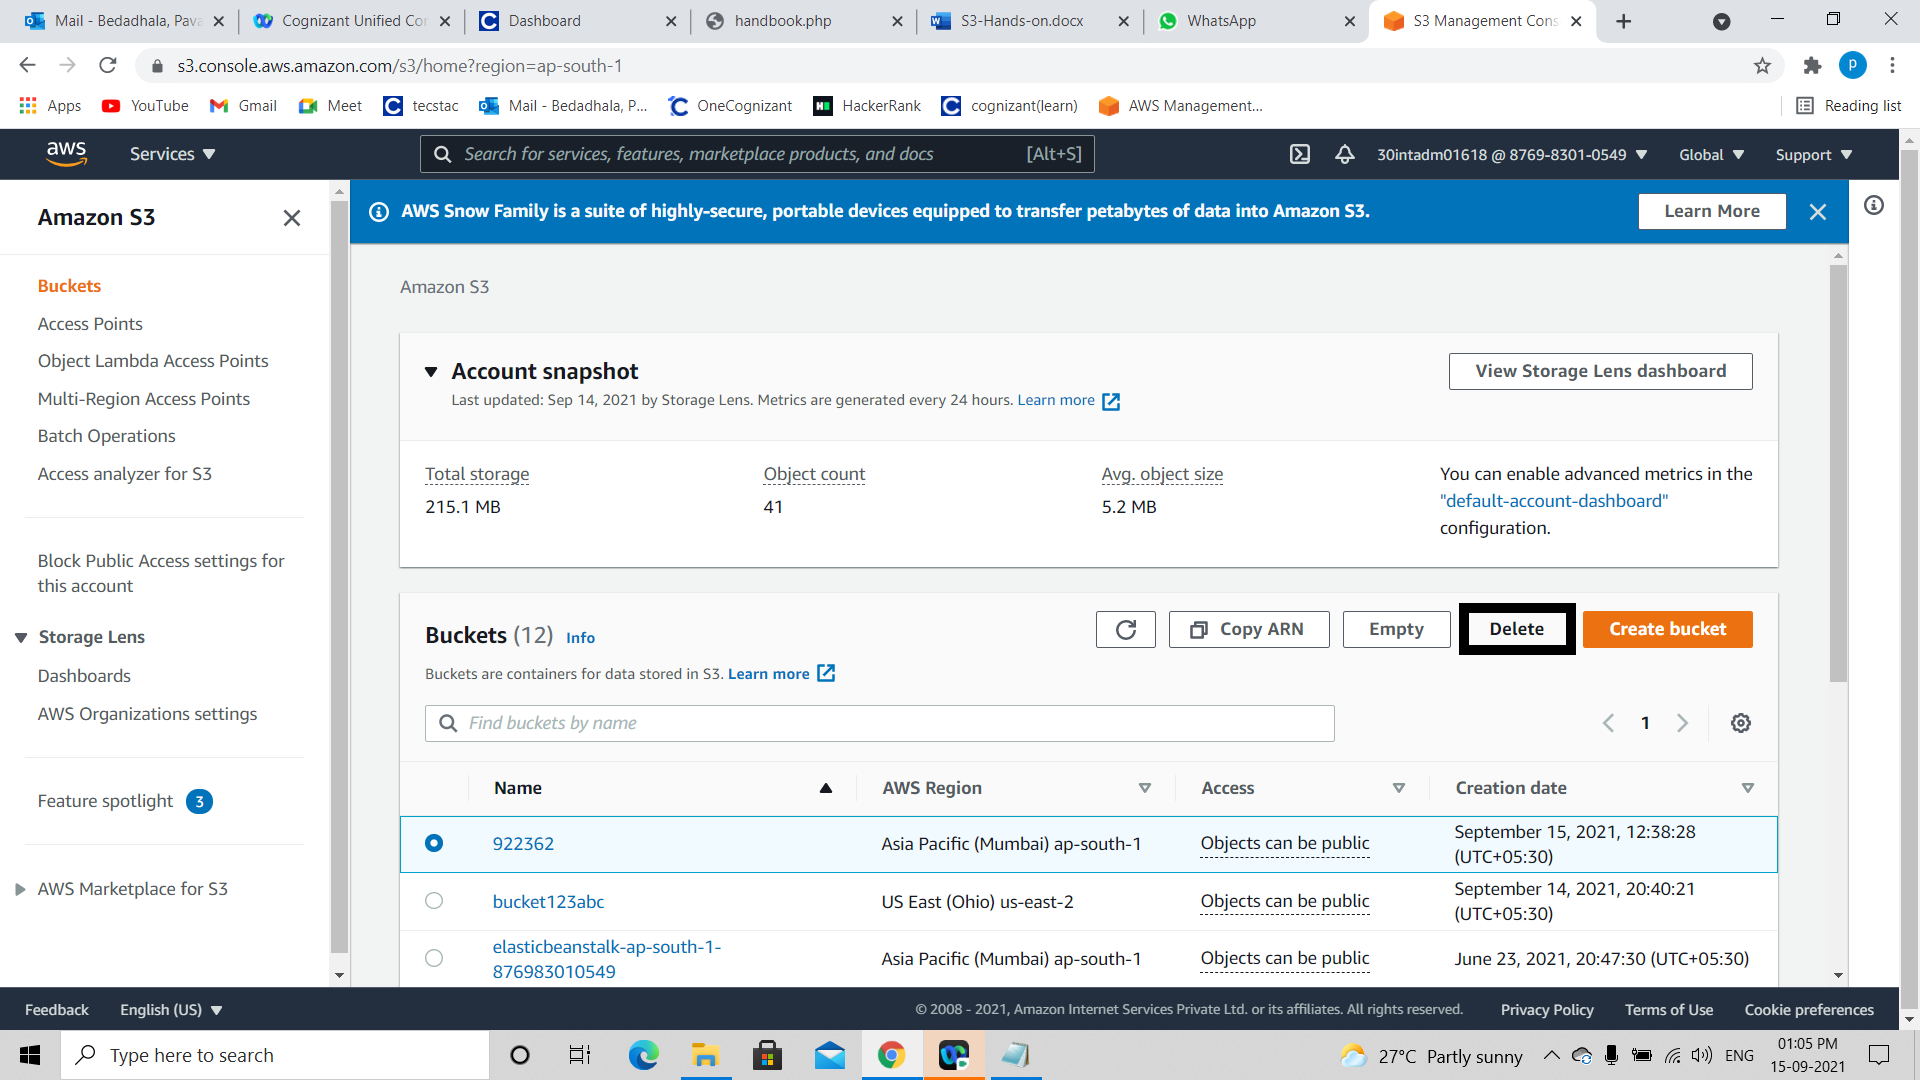 Mail - Bedadhala, Pava
Cognizant Unified Con
Dashboard
handbook.php
S3-Hands-on.docx
WhatsApp
S3 Management Cons
s3.console.aws.amazon.com/s3/home?region=ap-south-1
p
Apps
YouTube
Gmail
Meet
tecstac
Mail - Bedadhala, P...
OneCognizant
HackerRank
cognizant(learn)
AWS Management...
Reading list
aws
Services
Search for services, features, marketplace products, and docs
[Alt+S]
30intadm01618 @ 8769-8301-0549
Global
Support
Amazon S3
AWS Snow Family is a suite of highly-secure, portable devices equipped to transfer petabytes of data into Amazon S3.
Learn More
Buckets
Access Points
Object Lambda Access Points
Multi-Region Access Points
Batch Operations
Access analyzer for S3
Block Public Access settings for
this account
Storage Lens
Dashboards
AWS Organizations settings
Feature spotlight 3
AWS Marketplace for S3
Amazon S3
Account snapshot
View Storage Lens dashboard
Last updated: Sep 14, 2021 by Storage Lens. Metrics are generated every 24 hours. Learn more
Total storage
215.1 MB
Object count
41
Avg. object size
5.2 MB
You can enable advanced metrics in the
"default-account-dashboard"
configuration.
Buckets (12) Info
Copy ARN
Empty
Delete
Create bucket
Buckets are containers for data stored in S3. Learn more
Find buckets by name
1
Name
AWS Region
Access
Creation date
922362
Asia Pacific (Mumbai) ap-south-1
Objects can be public
September 15, 2021, 12:38:28
(UTC+05:30)
bucket123abc
US East (Ohio) us-east-2
Objects can be public
September 14, 2021, 20:40:21
(UTC+05:30)
elasticbeanstalk-ap-south-1-
876983010549
Asia Pacific (Mumbai) ap-south-1
Objects can be public
June 23, 2021, 20:47:30 (UTC+05:30)
Feedback
English (US)
© 2008 - 2021, Amazon Internet Services Private Ltd. or its affiliates. All rights reserved.
Privacy Policy
Terms of Use
Cookie preferences
Type here to search
27°C Partly sunny
ENG
01:05 PM
15-09-2021